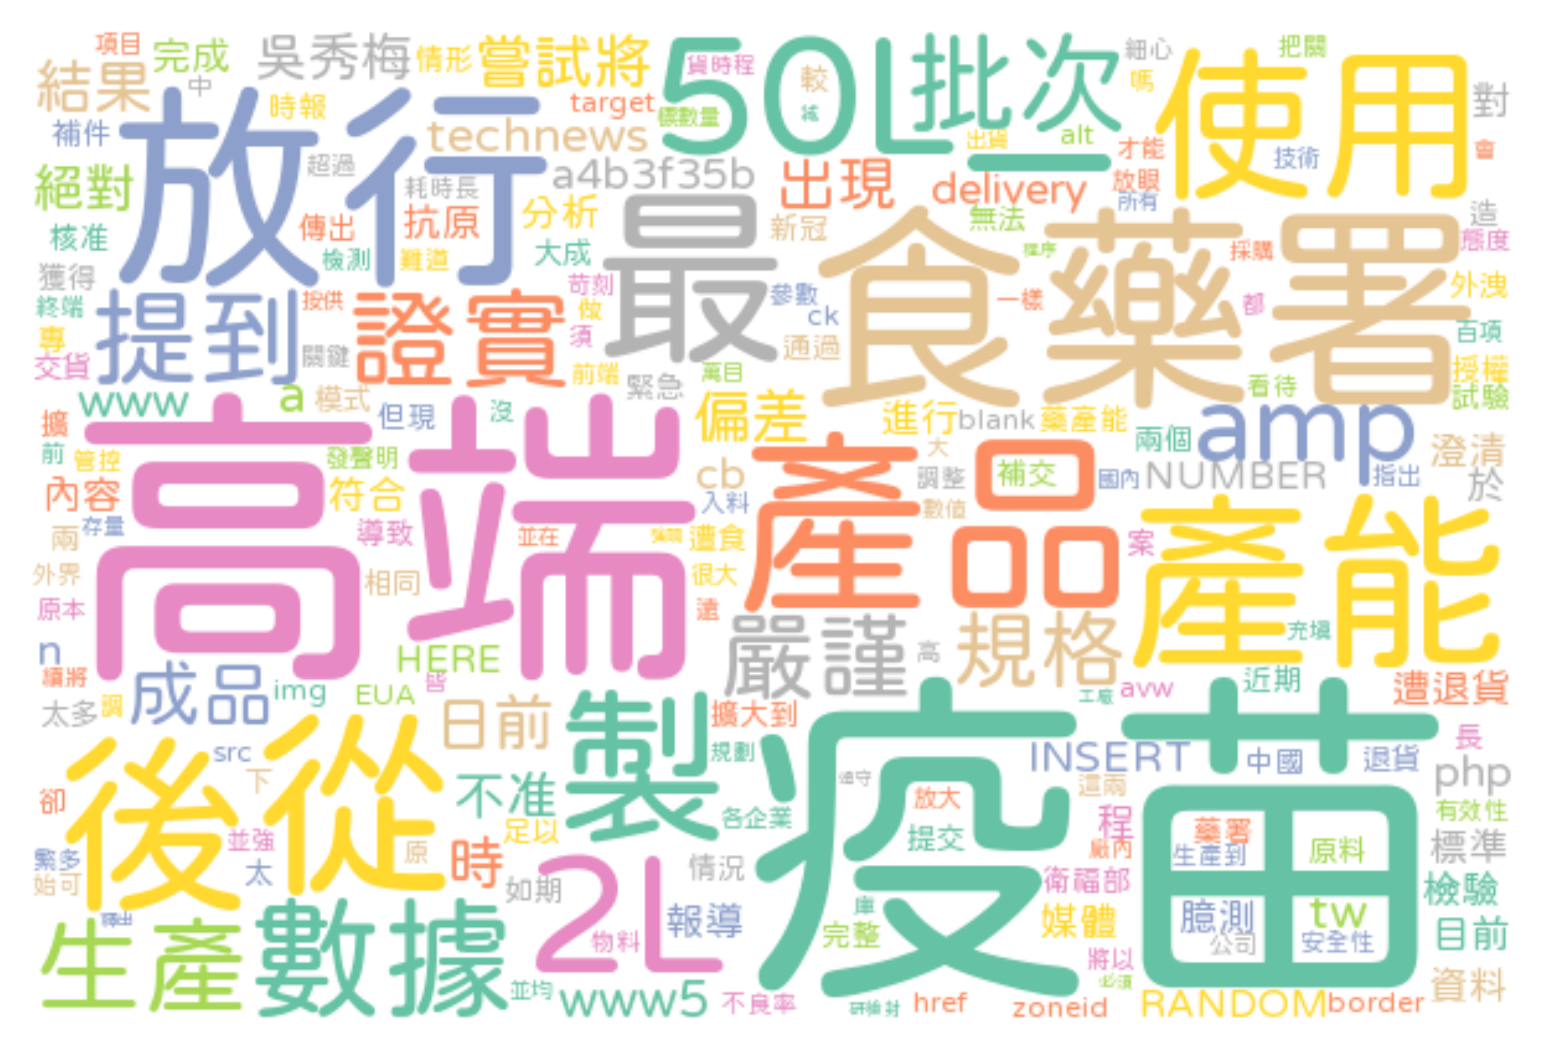 項目
完成
吳秀梅
情形
嘗試將
50L
貨時程
較
批次
細心
把關
使用
結果
中
時報
target
價數量
嗎
對
補件
放行
technews
出貨
alt
才能
技術
會
絕對
超過
耗時長
a4b3f35b
出現
delivery
放眼
所有
核准
傳出
抗原
分析
最
新冠
無法
造
態度
檢測
難道
大成
食藥署
程序
採購
獲得
苛刻
參數
一樣
都
外洩
終端
提到
按供
證實
做
ck
百項
專
關鍵
須
通過
授權
交貨
www
a
模式
前端
緊急
萬目
看待
試驗
擴
但現
沒
偏差
進行
blank
藥產能
amp
前
管控
發聲明
大
兩個
澄清
內容
高端
符合
cb
產品
調整
補交
國內
NUMBER
指出
於
存量
入料
數值
兩
導致
並在
遭食
案
產能
外界
相同
很大
原本
遠
充填
n
HERE
嚴謹
高
規格
續將
成品
img
EUA
皆
工廠
avw
近期
遭退貨
太多
調
日前
製
擴大到
疫苗
長
後從
src
規劃
INSERT
中國
退貨
下
不准
遵守
這兩
php
卻
放大
有效性
各企業
程
並強
足以
提交
藥署
標準
繁多
原
時
廠內
生產到
原料
始可
太
2L
如期
情況
衛福部
檢驗
生產
數據
報導
庫
媒體
臆測
tw
物料
完整
公司
安全性
目前
將以
並均
www5
不良率
href
zoneid
必須
RANDOM
border
資料